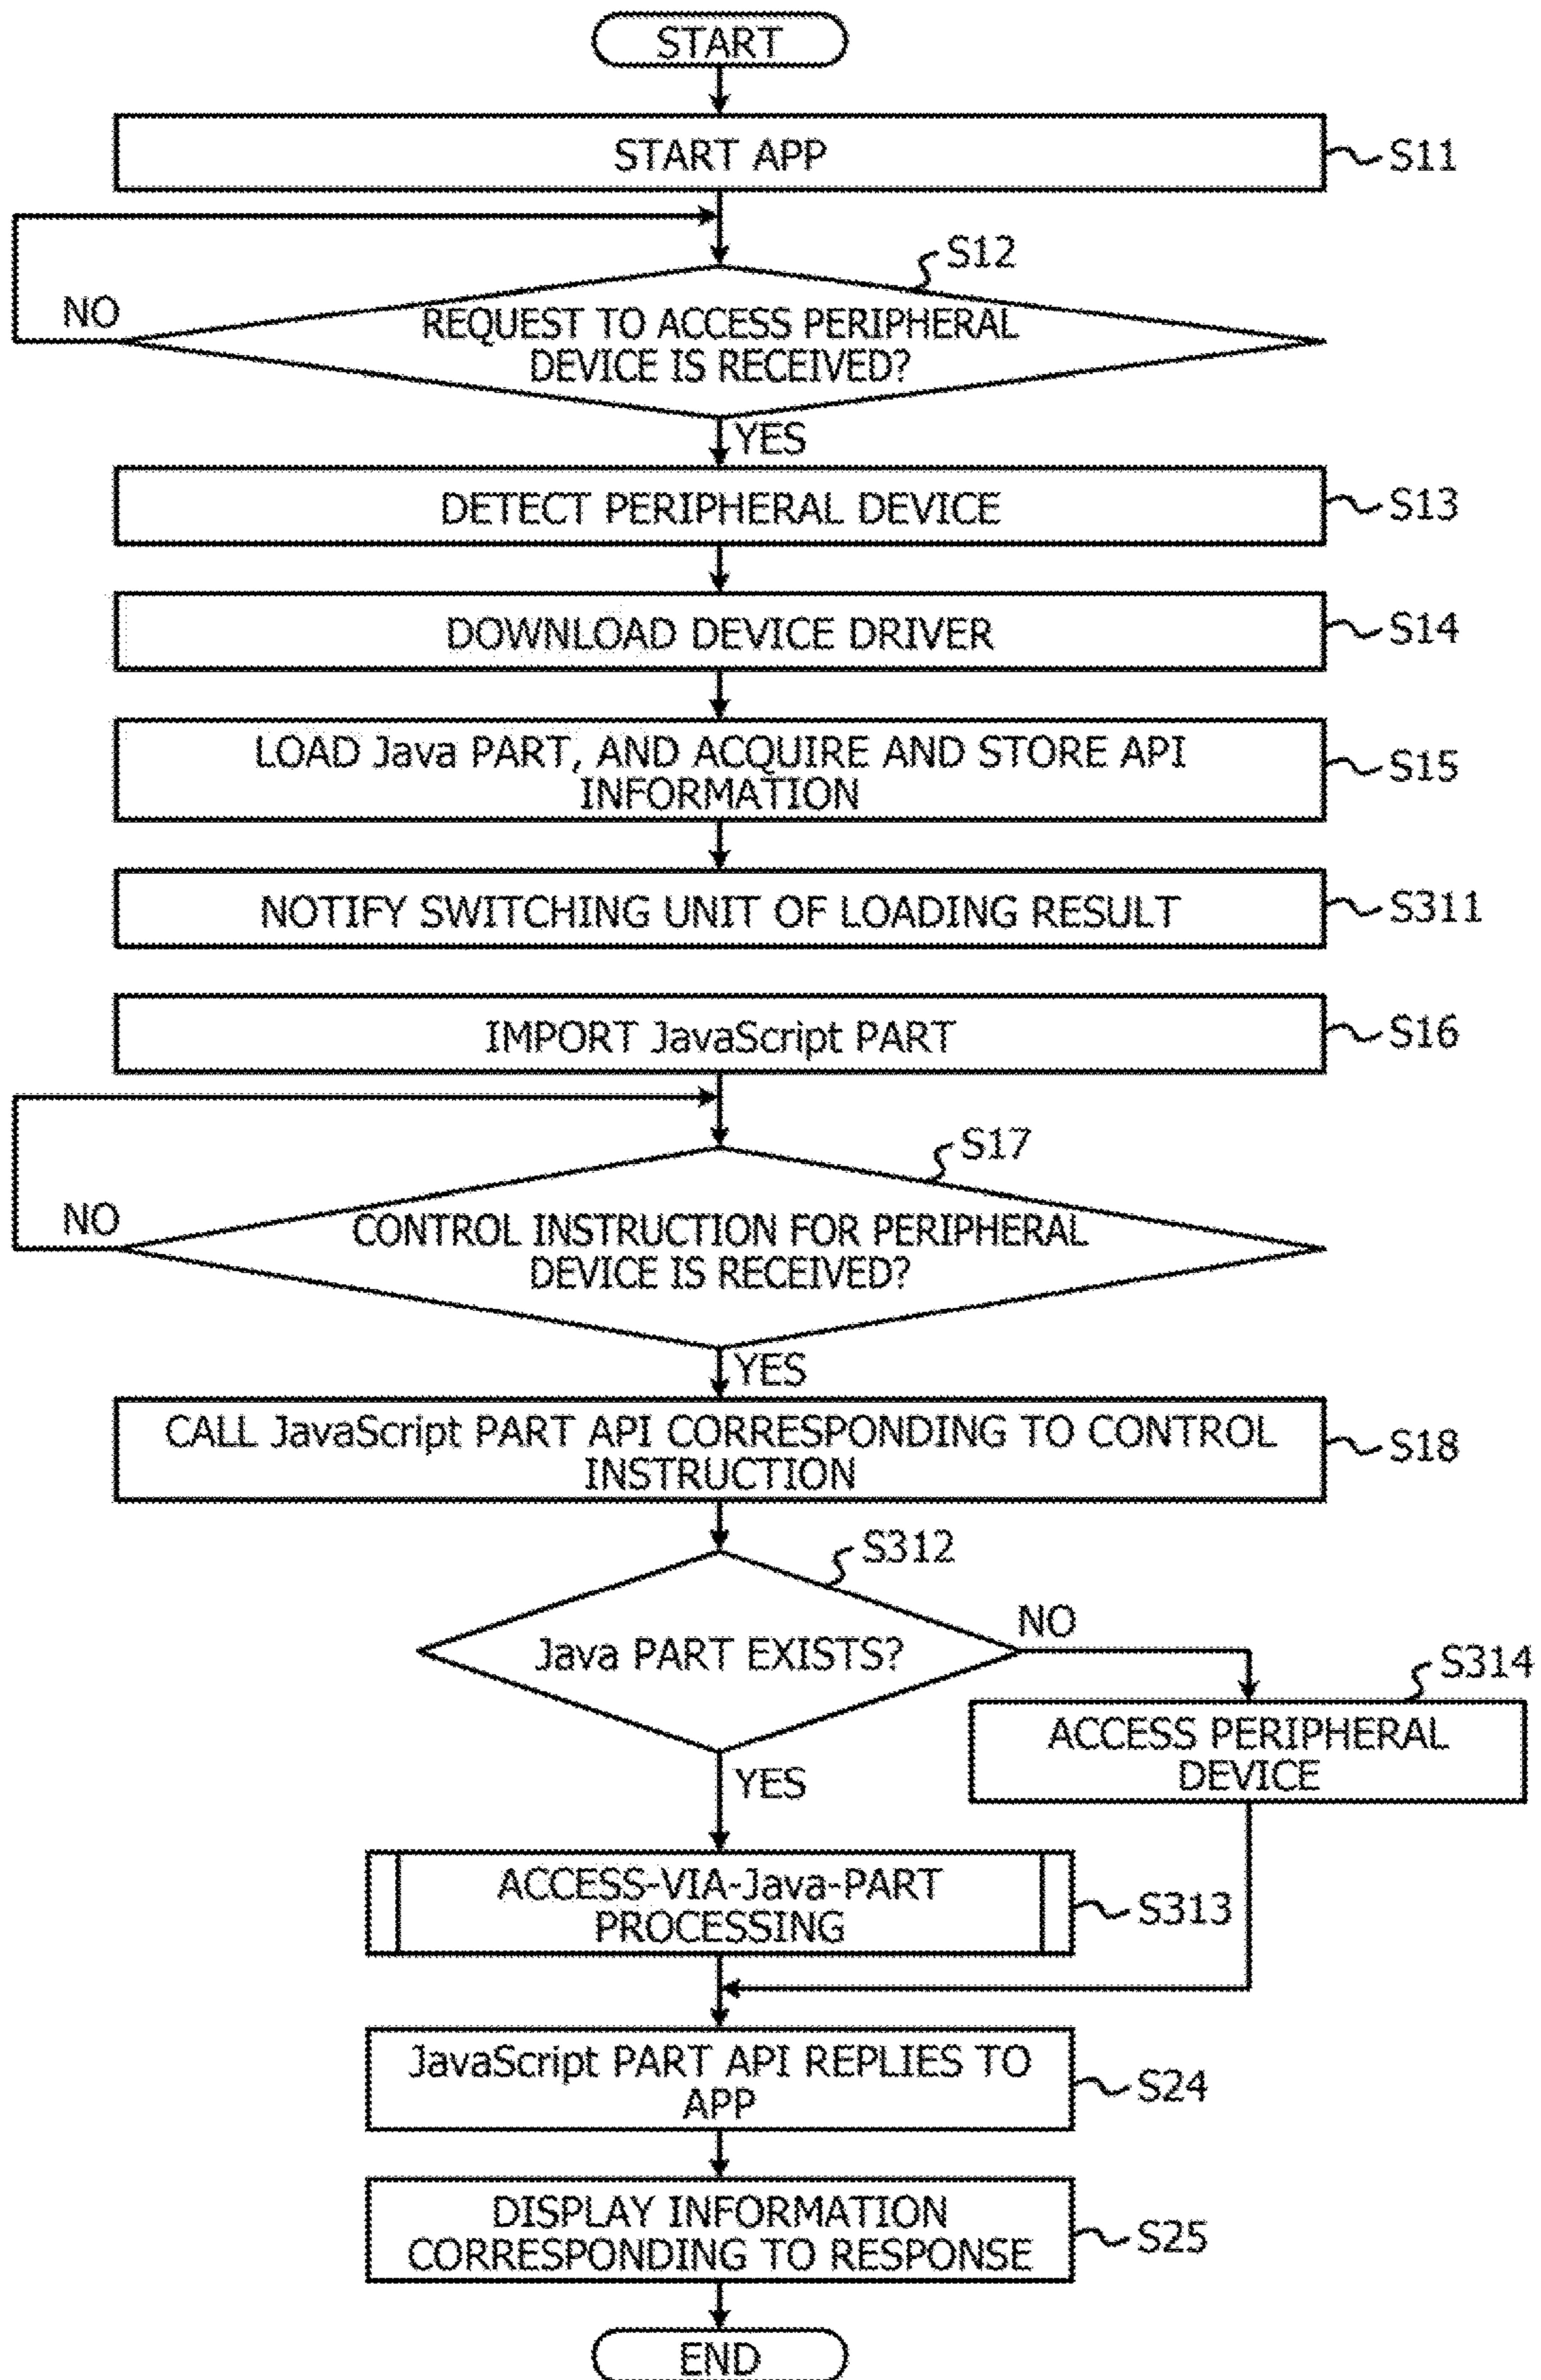 START
START APP
S11
S12
NO
REQUEST TO ACCESS PERIPHERAL
DEVICE IS RECEIVED?
YES
DETECT PERIPHERAL DEVICE
S13
DOWNLOAD DEVICE DRIVER
S14
LOAD Java PART, AND ACQUIRE AND STORE API
INFORMATION
S15
NOTIFY SWITCHING UNIT OF LOADING RESULT
S311
IMPORT JavaScript PART
S16
S17
NO
CONTROL INSTRUCTION FOR PERIPHERAL
DEVICE IS RECEIVED?
YES
CALL JavaScript PART API CORRESPONDING TO CONTROL
INSTRUCTION
S18
S312
Java PART EXISTS?
NO
S314
ACCESS PERIPHERAL
DEVICE
YES
ACCESS-VIA-Java-PART
PROCESSING
S313
JavaScript PART API REPLIES TO
APP
S24
DISPLAY INFORMATION
CORRESPONDING TO RESPONSE
S25
END